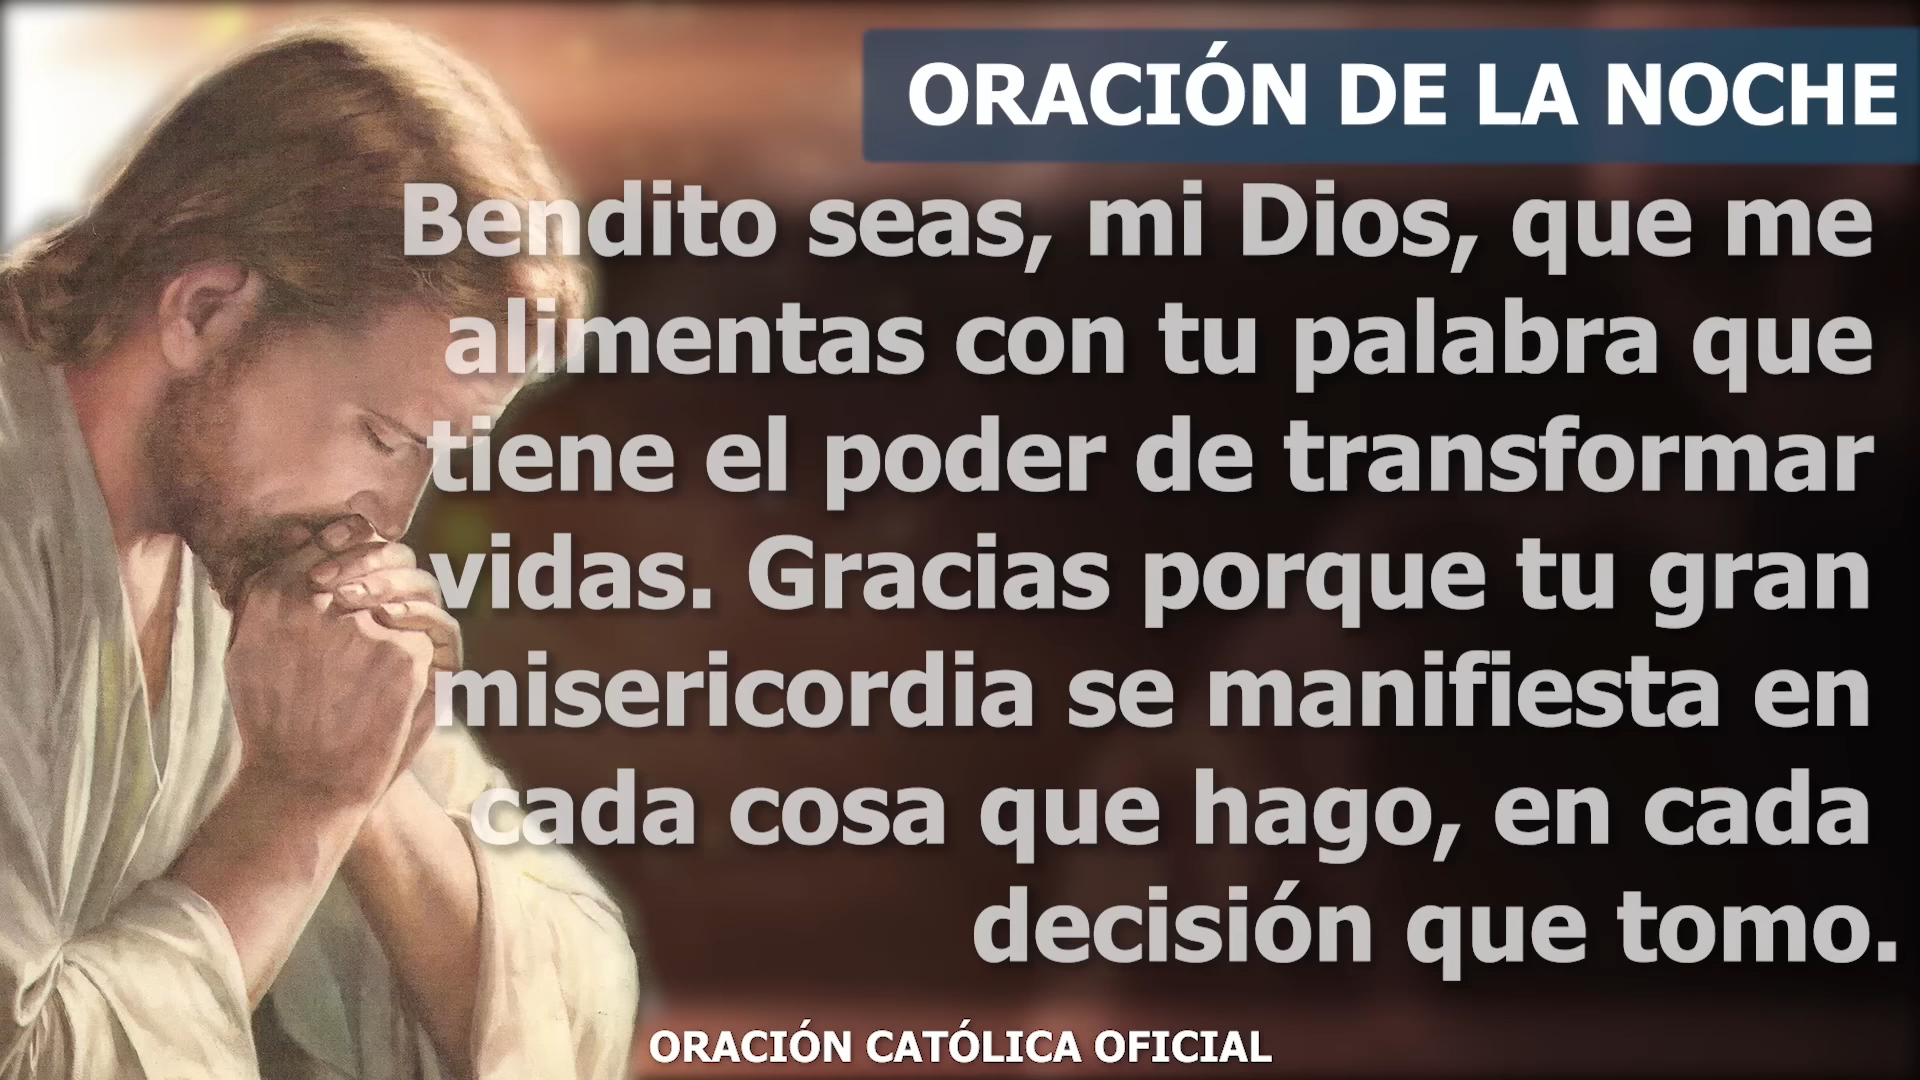 ORACIÓN DE LA NOCHE
Bendito seas, mi Dios, que me
alimentas con tu palabra que
tiene el poder de transformar
vidas. Gracias porque tu gran
misericordia se manifiesta en
cada cosa que hago, en cada
decisión que tomo.
ORACIÓN CATÓLICA OFICIAL